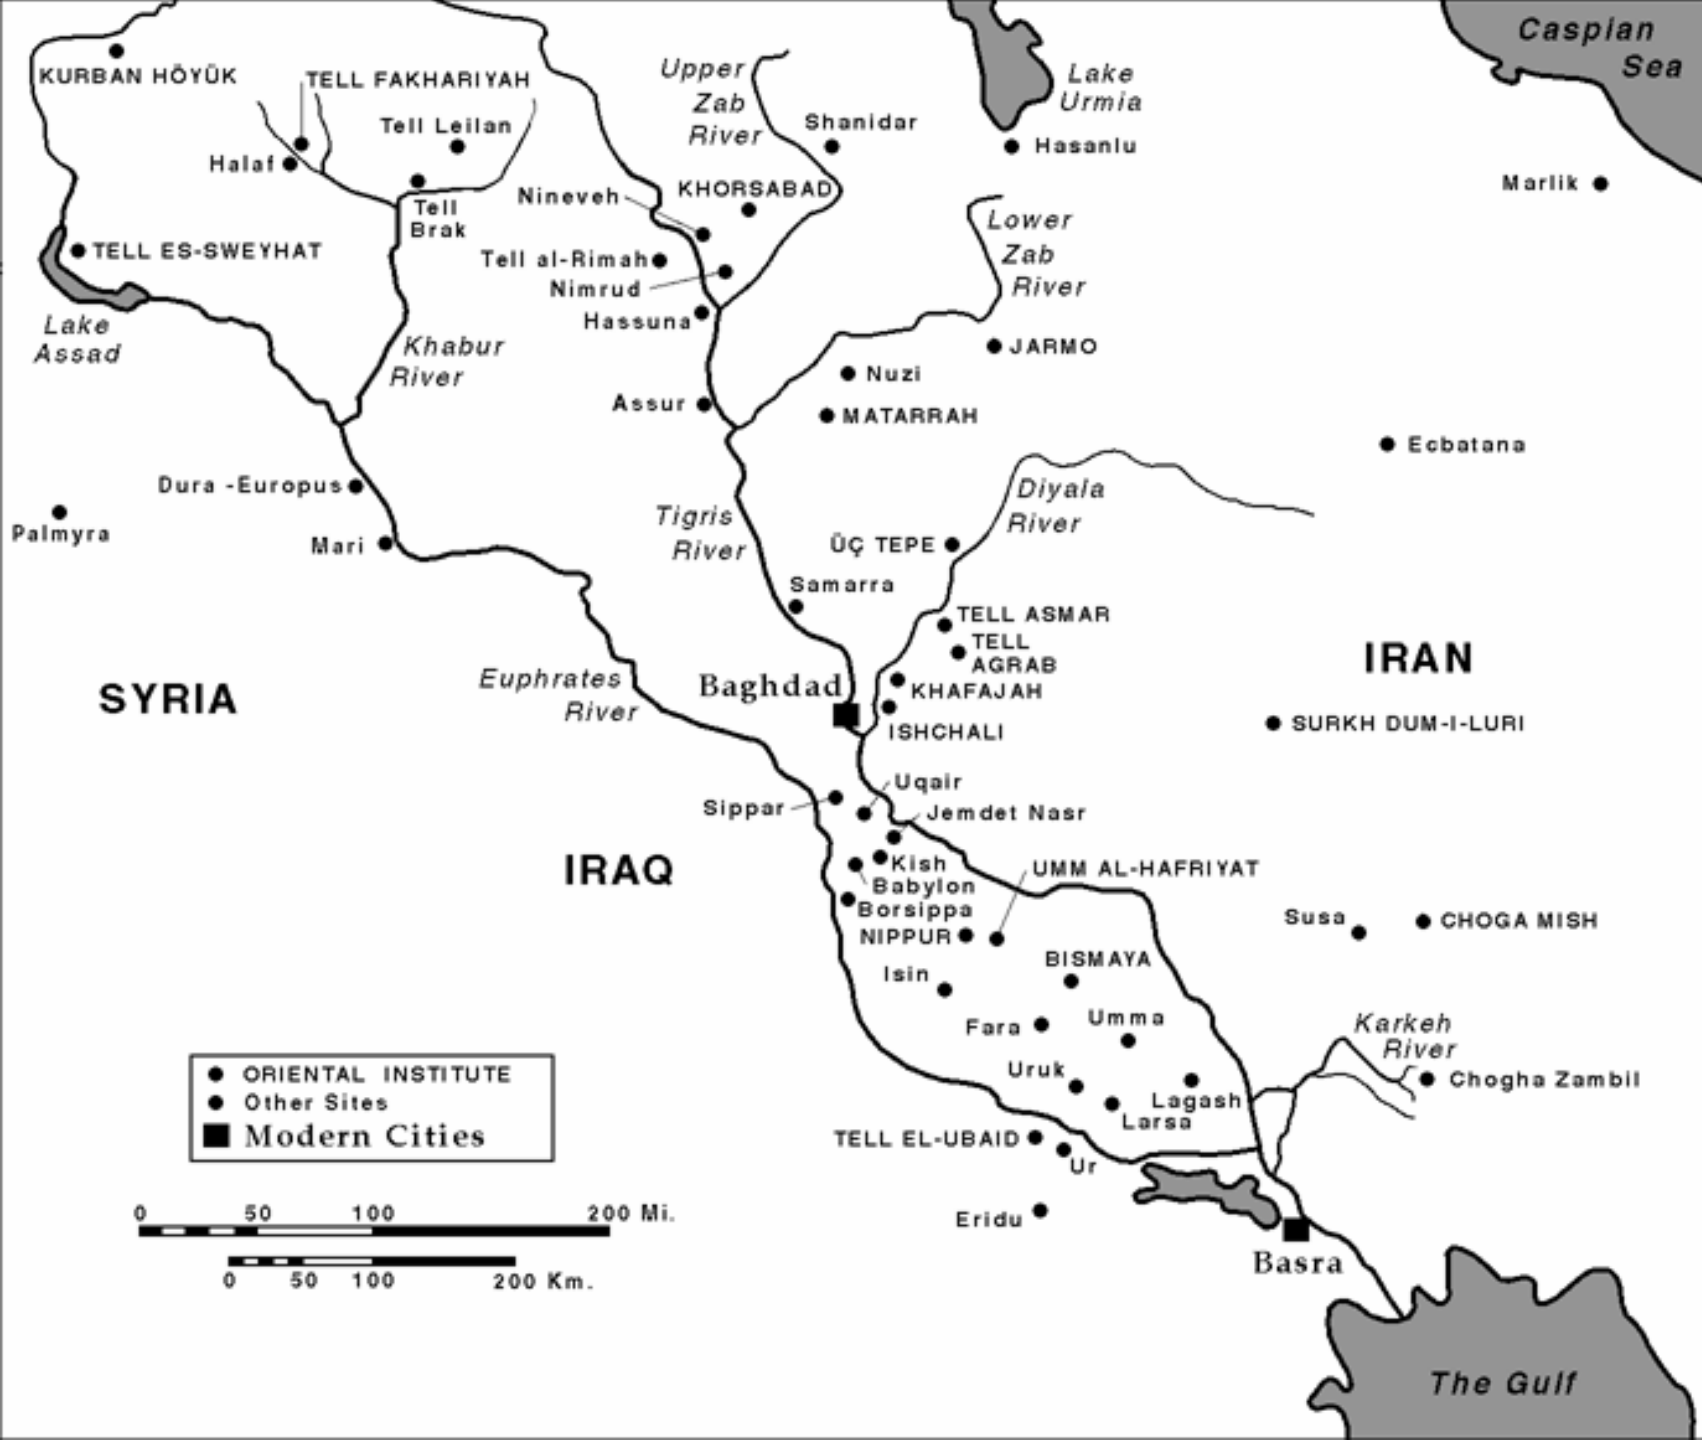 Caspian
Sea
KURBAN HÖYÜK
TELL FAKHARIYAH
Upper
Zab
River
Lake
Urmia
Tell Leilan
Shanidar
Halaf
Hasanlu
Marlik
Nineveh
KHORSABAD
Tell
Brak
Lower
Zab
River
TELL ES-SWEYHAT
Tell al-Rimah
Nimrud
Hassuna
Lake
Assad
Khabur
River
JARMO
Nuzi
Assur
MATARRAH
Ecbatana
Dura -Europus
Diyala
River
Palmyra
Mari
Tigris
River
ÜÇ TEPE
Samarra
TELL ASMAR
TELL
AGRAB
IRAN
SYRIA
Euphrates
River
Baghdad
KHAFAJAH
ISHCHALI
SURKH DUM-I-LURI
Uqair
Sippar
Jemdet Nasr
IRAQ
Kish
UMM AL-HAFRIYAT
Babylon
Borsippa
NIPPUR
Susa
CHOGA MISH
BISMAYA
Isin
Fara
Umma
Karkeh
River
Uruk
Lagash
Chogha Zambil
Larsa
TELL EL-UBAID
Ur
Eridu
Basra
The Gulf
ORIENTAL INSTITUTE
Other Sites
Modern Cities
0 50 100 200 Mi.
0 50 100 200 Km.